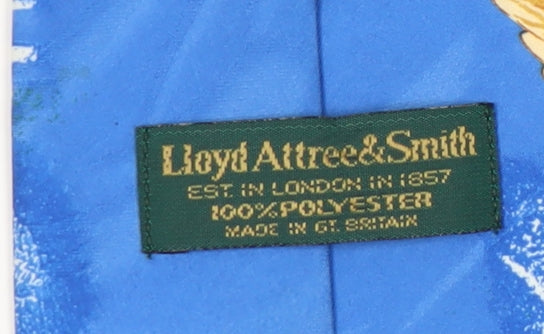 Lloyd Attree&Smith
EST. IN LONDON IN 1857
100%POLYESTER
MADE IN GT. BRITAIN